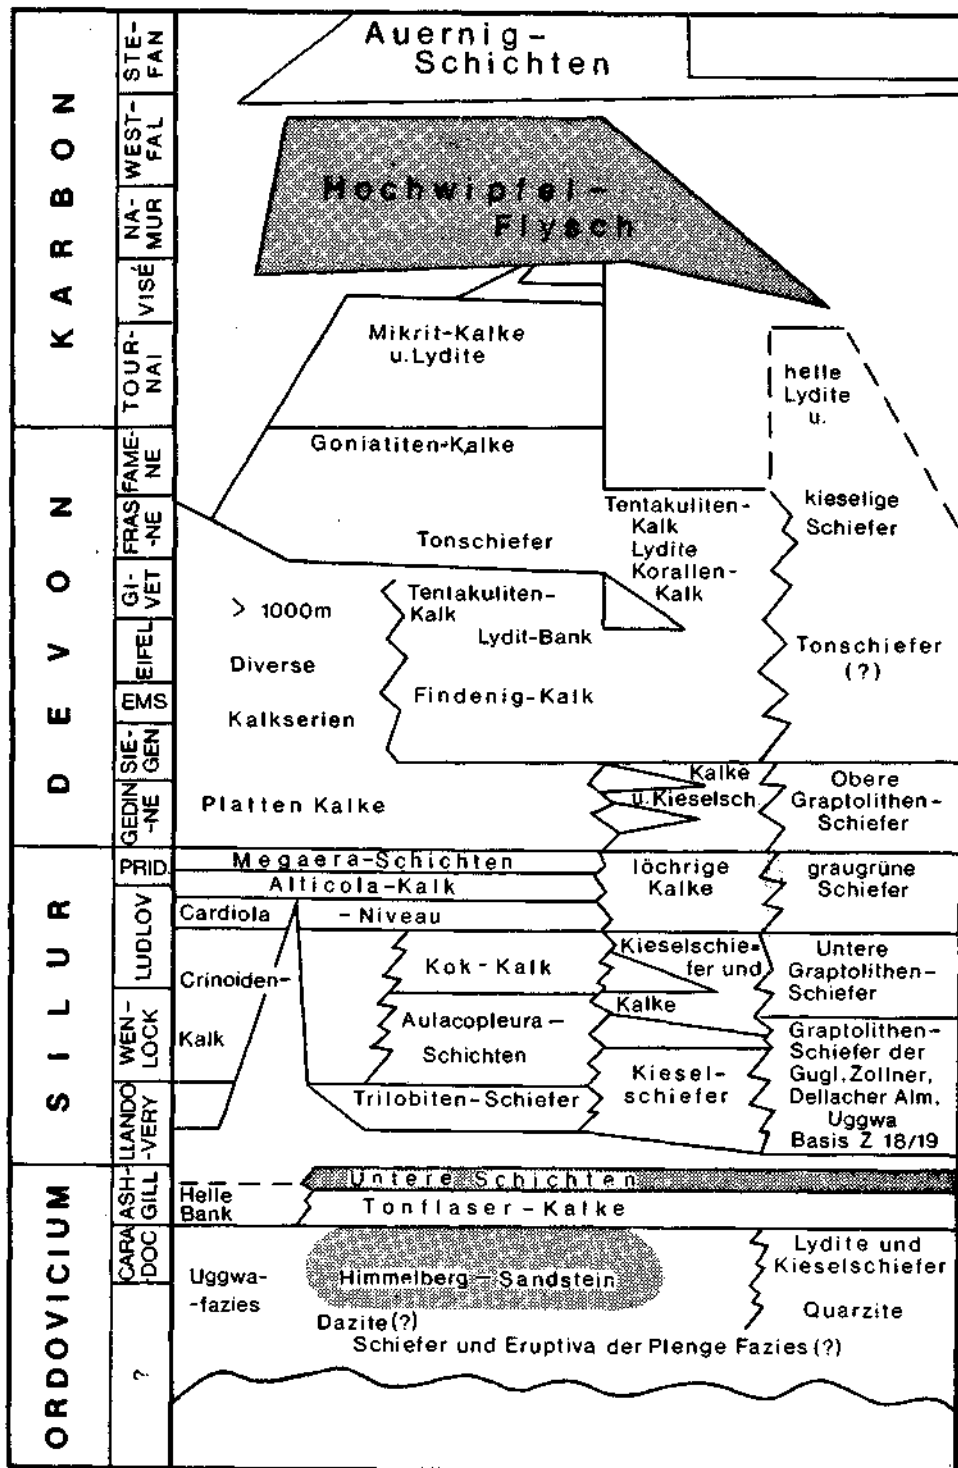 KARBON
DEVON
SILUR
ORDOVICIUM
STE-
FAN
WEST-
FAL
NA-
MUR
VISÉ
TOUR-
NAI
FAME-
NE
FRAS
-NE
GI-
VET
EIFEL
EMS
SIE-
GEN
GEDIN
-NE
PRID.
LUDLOV
WEN-
LOCK
LLANDO
-VERY
ASH-
GILL
CARA
-DOC
?
Auernig-
Schichten
Hochwipfel-
Flysch
Mikrit-Kalke
u. Lydite
helle
Lydite
u.
kieselige
Schiefer
Goniatiten-Kalke
Tonschiefer
Tentakuliten-
Kalk
Lydite
Korallen-
Kalk
> 1000m
Diverse
Kalkserien
Tentakuliten-
Kalk
Lydit-Bank
Findenig-Kalk
Tonschiefer
(?)
Platten Kalke
Kalke
u. Kieselsch.
Obere
Graptolithen-
Schiefer
Megaera-Schichten
Alticola-Kalk
löchrige
Kalke
graugrüne
Schiefer
Cardiola -Niveau
Crinoiden-
Kalk
Kok-Kalk
Kieselschie-
fer und
Kalke
Untere
Graptolithen-
Schiefer
Aulacopleura-
Schichten
Trilobiten-Schiefer
Kiesel-
schiefer
Graptolithen-
Schiefer der
Gugl, Zollner,
Dellacher Alm,
Uggwa
Basis Z 18/19
Untere Schichten
Helle
Bank
Tonflaser-Kalke
Uggwa-
-fazies
Himmelberg-Sandstein
Lydite und
Kieselschiefer
Quarzite
Dazite(?)
Schiefer und Eruptiva der Plenge Fazies(?)